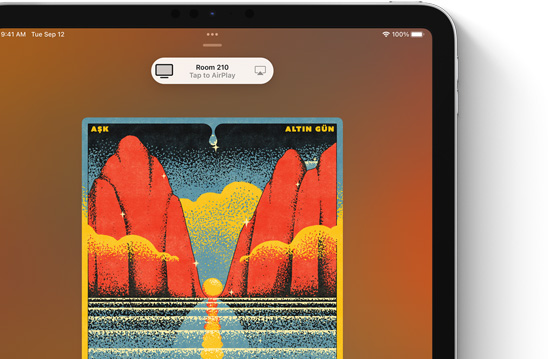 9:41 AM Tue Sep 12
100%
Room 210
Tap to AirPlay
AŞK
ALTIN GÜN